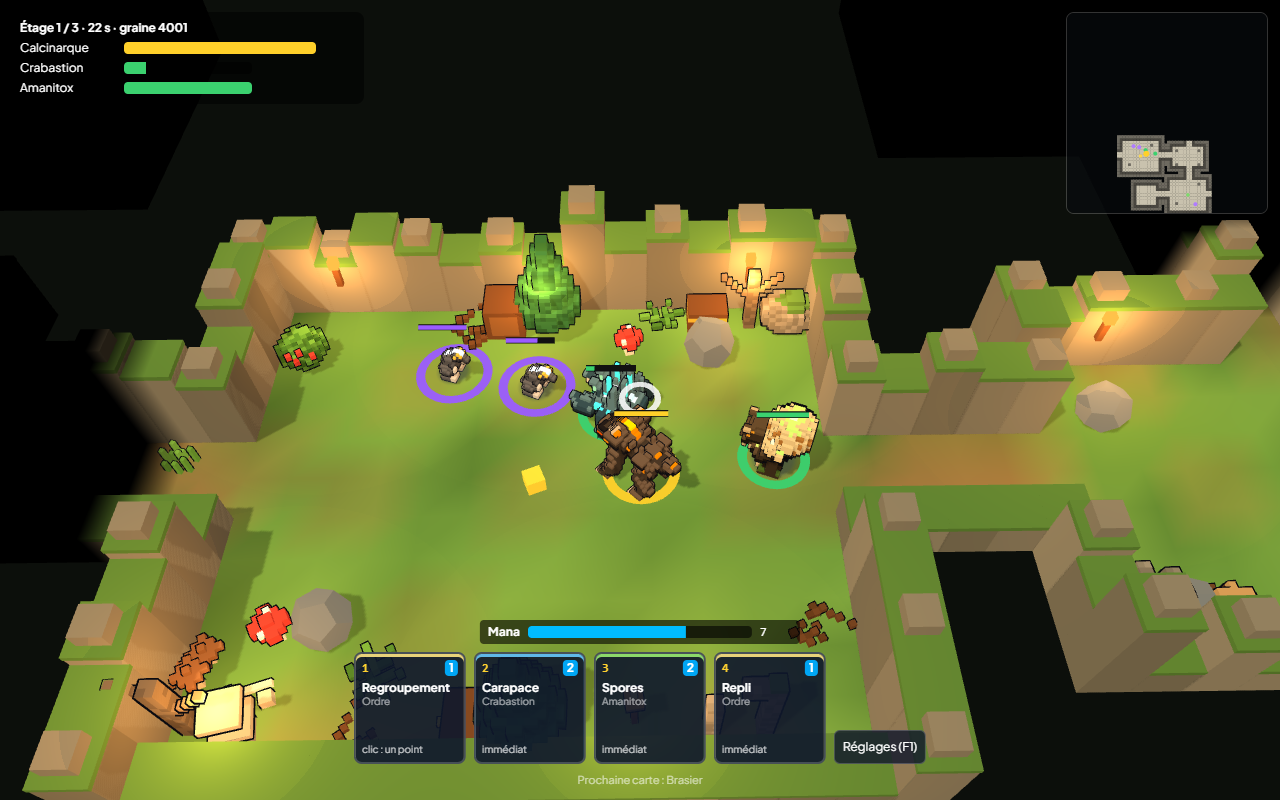 Étage 1 / 3 · 22 s · graine 4001
Calcinarque
Crabastion
Amanitox
Mana 7
1 1
Regroupement
Ordre
clic : un point
2 2
Carapace
Crabastion
immédiat
3 2
Spores
Amanitox
immédiat
4 1
Repli
Ordre
immédiat
Réglages (F1)
Prochaine carte : Brasier